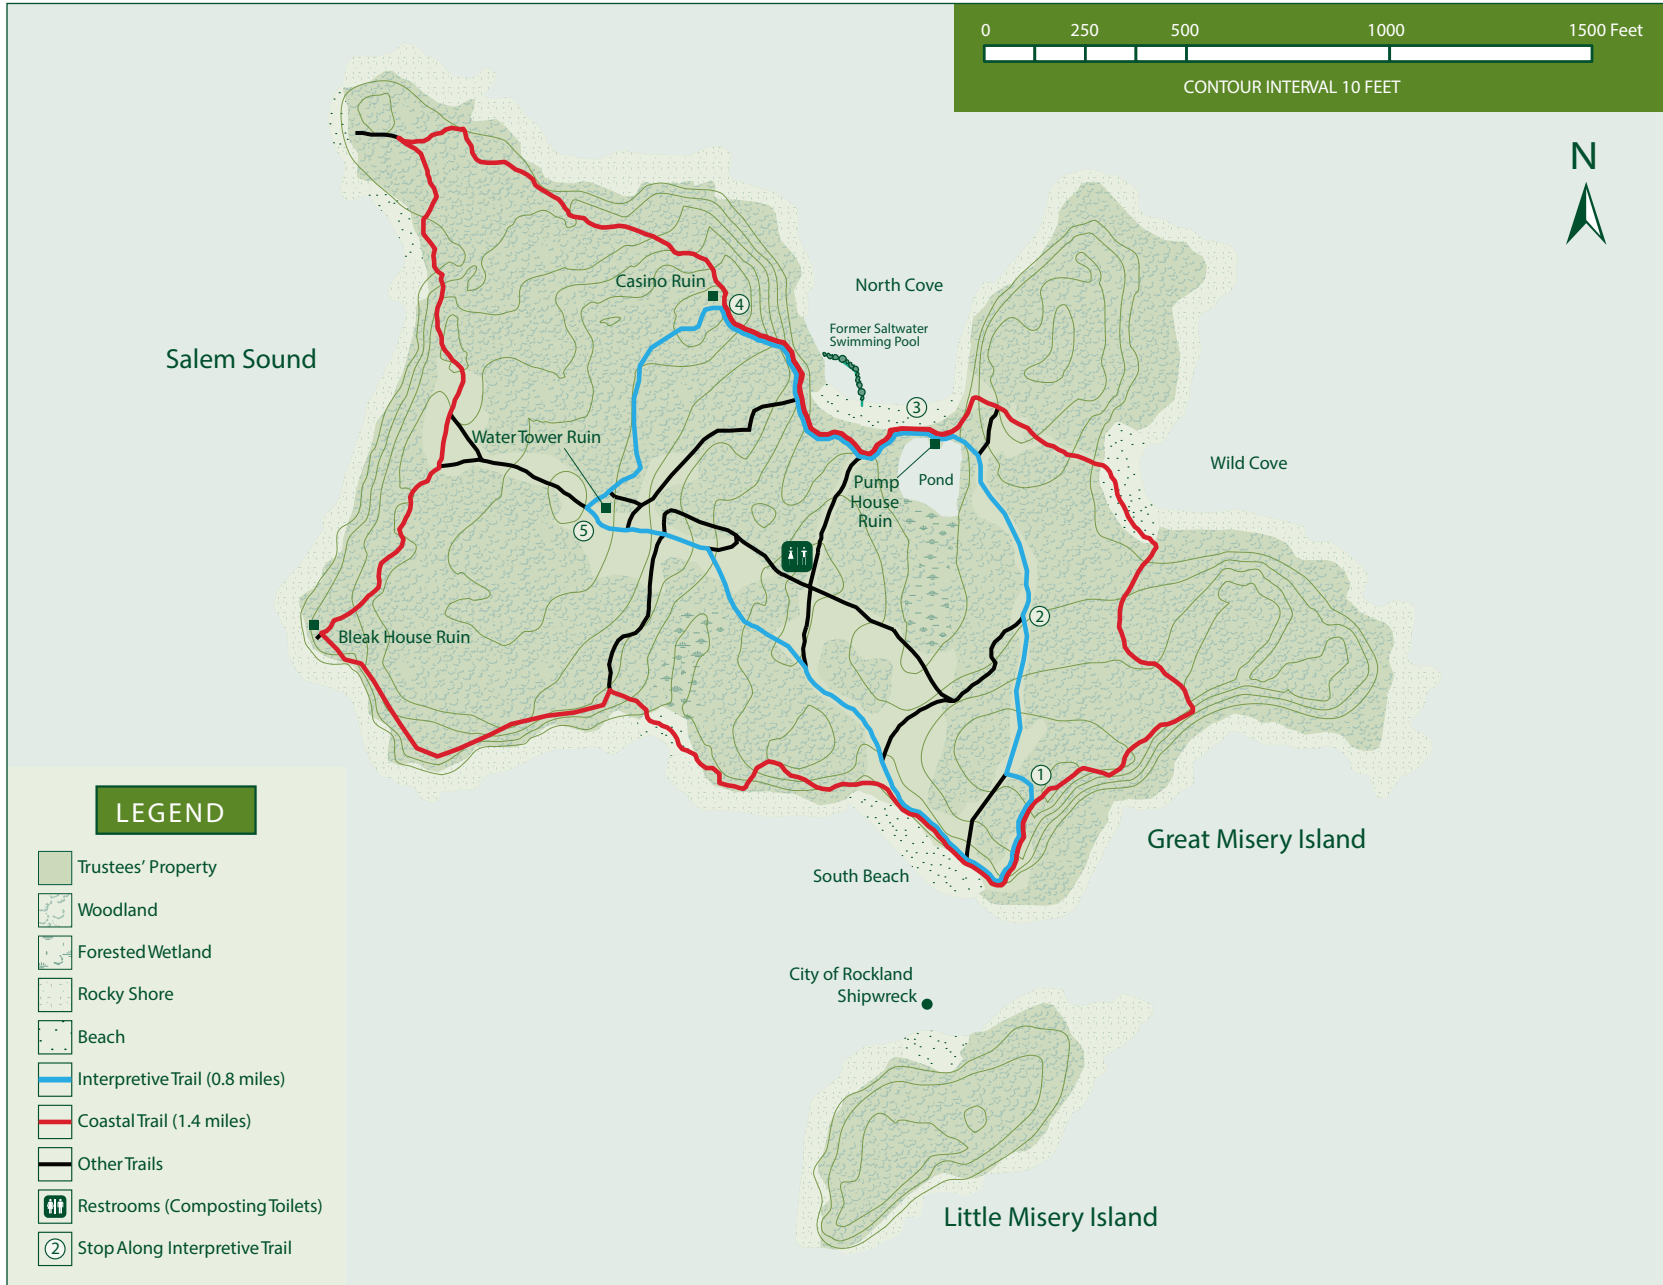 0 250 500 1000 1500 Feet
CONTOUR INTERVAL 10 FEET
N
Casino Ruin
4
North Cove
Former Saltwater
Swimming Pool
Salem Sound
3
Water Tower Ruin
Wild Cove
Pump
House
Ruin
Pond
5
2
Bleak House Ruin
1
Great Misery Island
South Beach
City of Rockland
Shipwreck
Little Misery Island
LEGEND
Trustees’ Property
Woodland
Forested Wetland
Rocky Shore
Beach
Interpretive Trail (0.8 miles)
Coastal Trail (1.4 miles)
Other Trails
Restrooms (Composting Toilets)
2 Stop Along Interpretive Trail